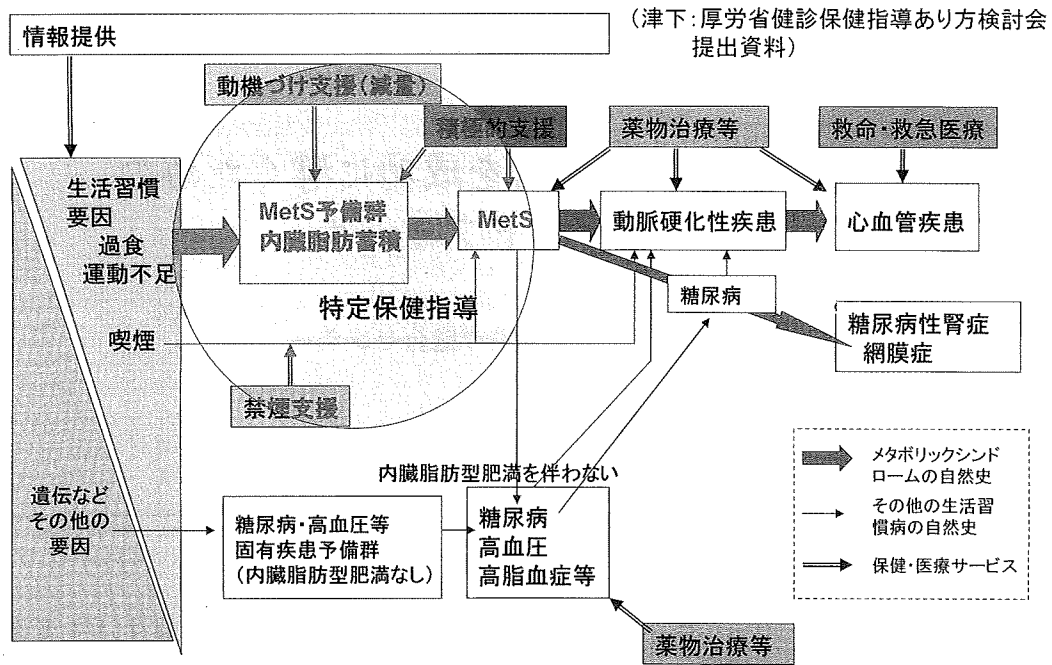 (津下:厚労省健診保健指導あり方検討会
提出資料)
情報提供
動機づけ支援(減量)
積極的支援
薬物治療等
救命・救急医療
生活習慣
要因
過食
運動不足
MetS予備群
内臓脂肪蓄積
MetS
動脈硬化性疾患
心血管疾患
糖尿病
特定保健指導
糖尿病性腎症
網膜症
喫煙
禁煙支援
内臓脂肪型肥満を伴わない
遺伝など
その他の
要因
糖尿病・高血圧等
固有疾患予備群
(内臓脂肪型肥満なし)
糖尿病
高血圧
高脂血症等
薬物治療等
メタボリックシンド
ロームの自然史
その他の生活習
慣病の自然史
保健・医療サービス